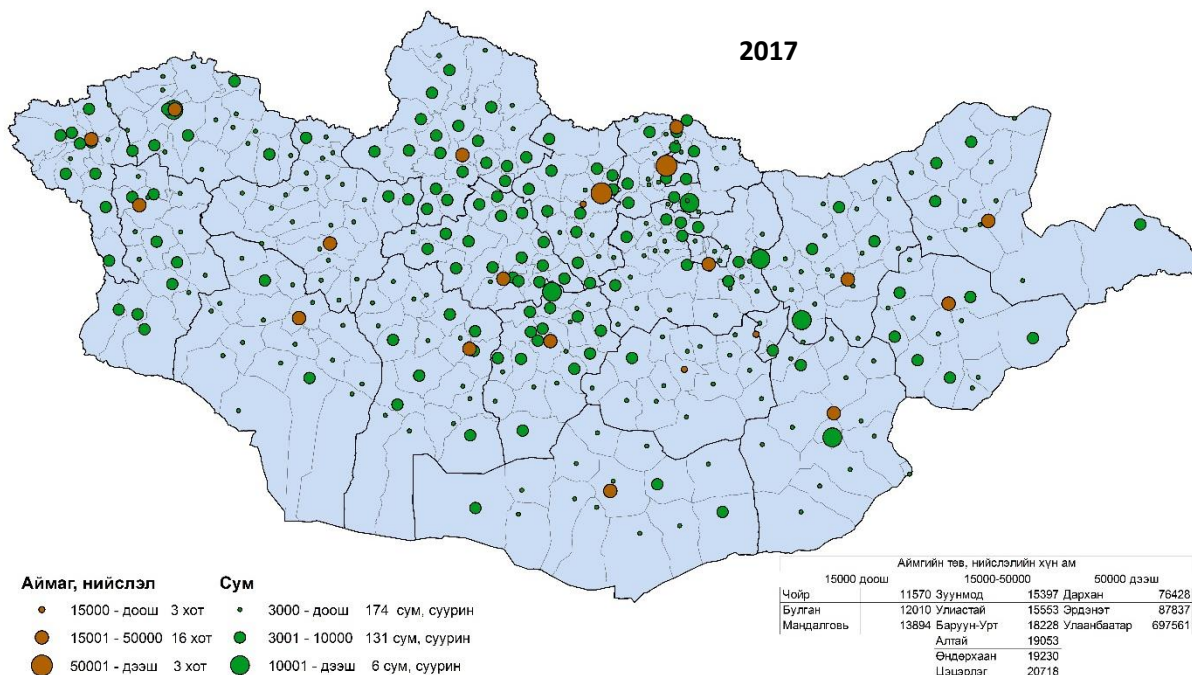 2017
Аймаг, нийслэл Сум
15000 - доош 3 хот 3000 - доош 174 сум, суурин
15001 - 50000 16 хот 3001 - 10000 131 сум, суурин
50001 - дээш 3 хот 10001 - дээш 6 сум, суурин
Аймгийн төв, нийслэлийн хүн ам
15000 доош 15000-50000 50000 дээш
Чойр 11570 Зуунмод 15397 Дархан 76428
Булган 12010 Улиастай 15553 Эрдэнэт 87837
Мандалговь 13894 Баруун-Урт 18228 Улаанбаатар 697561
Алтай 19053
Өндөрхаан 19230
Цэцэрлэг 20718